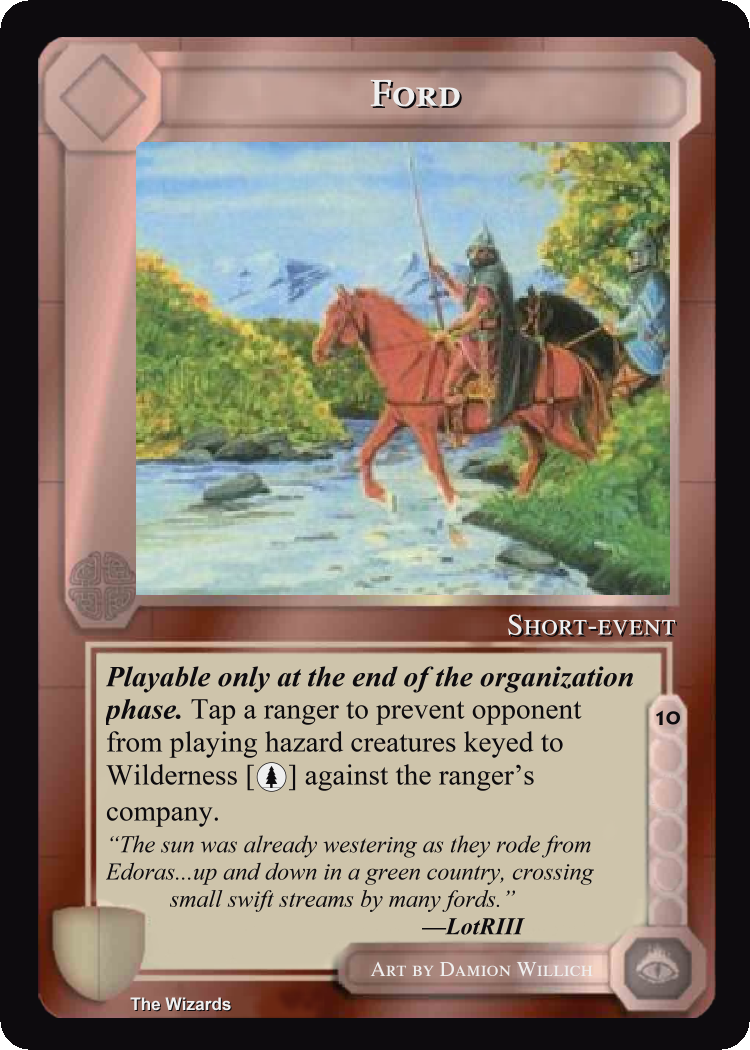 Ford
Short-event
Playable only at the end of the organization
phase. Tap a ranger to prevent opponent
from playing hazard creatures keyed to
Wilderness [ ] against the ranger's
company.
10
“The sun was already westering as they rode from
Edoras...up and down in a green country, crossing
small swift streams by many fords.”
—LotRIII
Art by Damion Willich
The Wizards